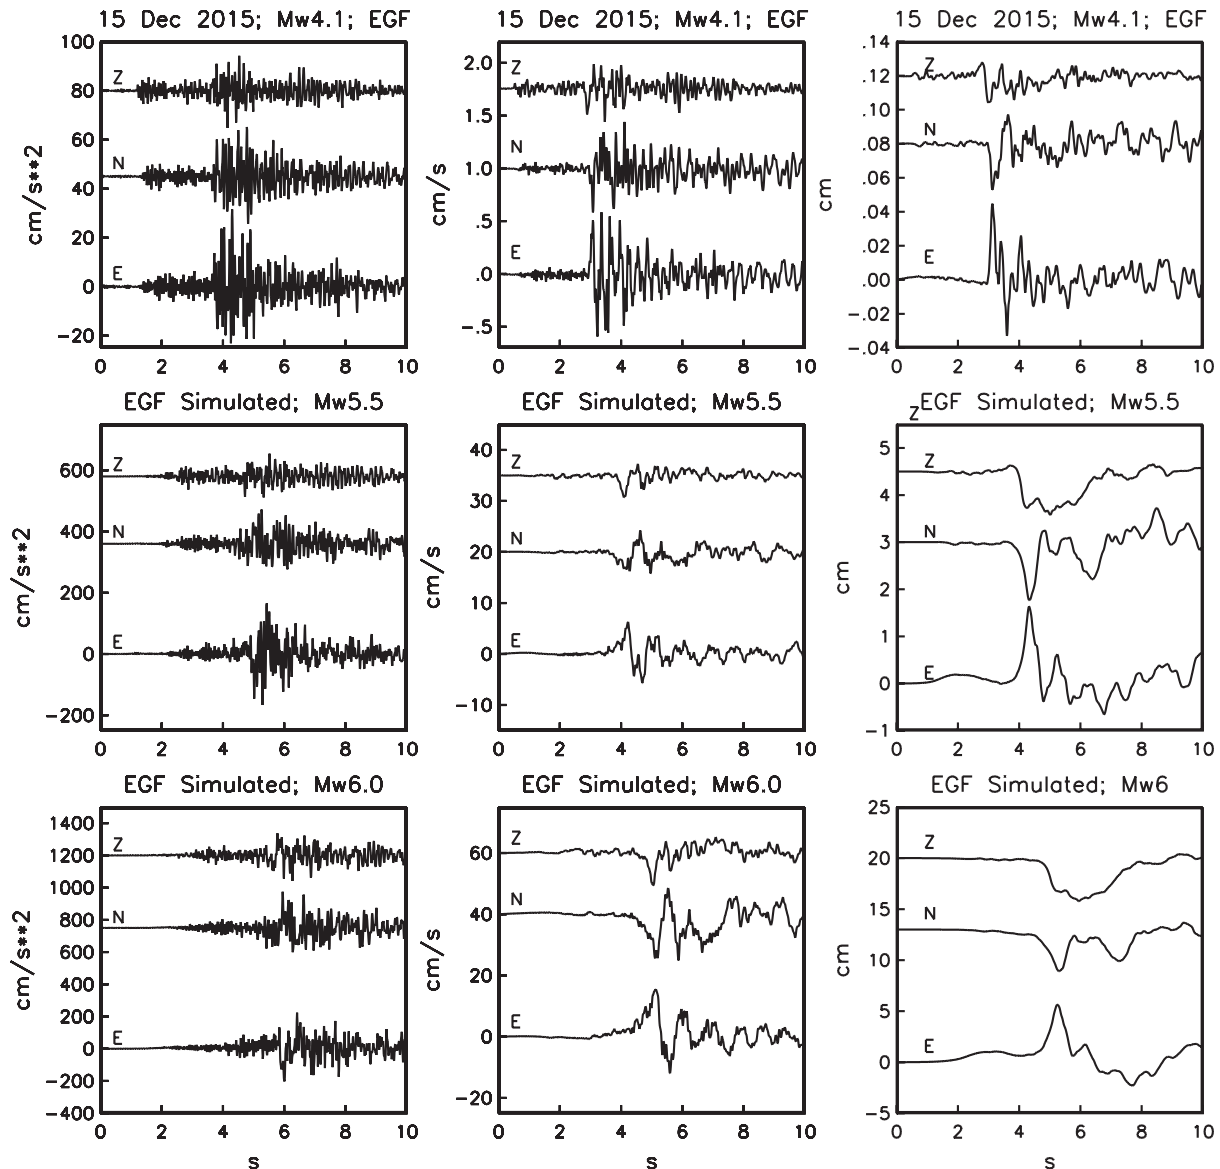 15 Dec 2015; Mw4.1; EGF
100
80
60
40
20
0
−20
cm/s**2
Z
N
E
0 2 4 6 8 10
15 Dec 2015; Mw4.1; EGF
2.0
1.5
1.0
.5
.0
−.5
cm/s
Z
N
E
0 2 4 6 8 10
15 Dec 2015; Mw4.1; EGF
.14
.12
.10
.08
.06
.04
.02
.00
−.02
−.04
cm
Z
N
E
0 2 4 6 8 10
EGF Simulated; Mw5.5
600
400
200
0
−200
cm/s**2
Z
N
E
0 2 4 6 8 10
EGF Simulated; Mw5.5
40
30
20
10
0
−10
cm/s
Z
N
E
0 2 4 6 8 10
EGF Simulated; Mw5.5
Z
5
4
3
2
1
0
−1
cm
Z
N
E
0 2 4 6 8 10
EGF Simulated; Mw6.0
1400
1200
1000
800
600
400
200
0
−200
−400
cm/s**2
Z
N
E
0 2 4 6 8 10
s
EGF Simulated; Mw6.0
60
40
20
0
−20
cm/s
Z
N
E
0 2 4 6 8 10
s
EGF Simulated; Mw6
25
20
15
10
5
0
−5
cm
Z
N
E
0 2 4 6 8 10
s